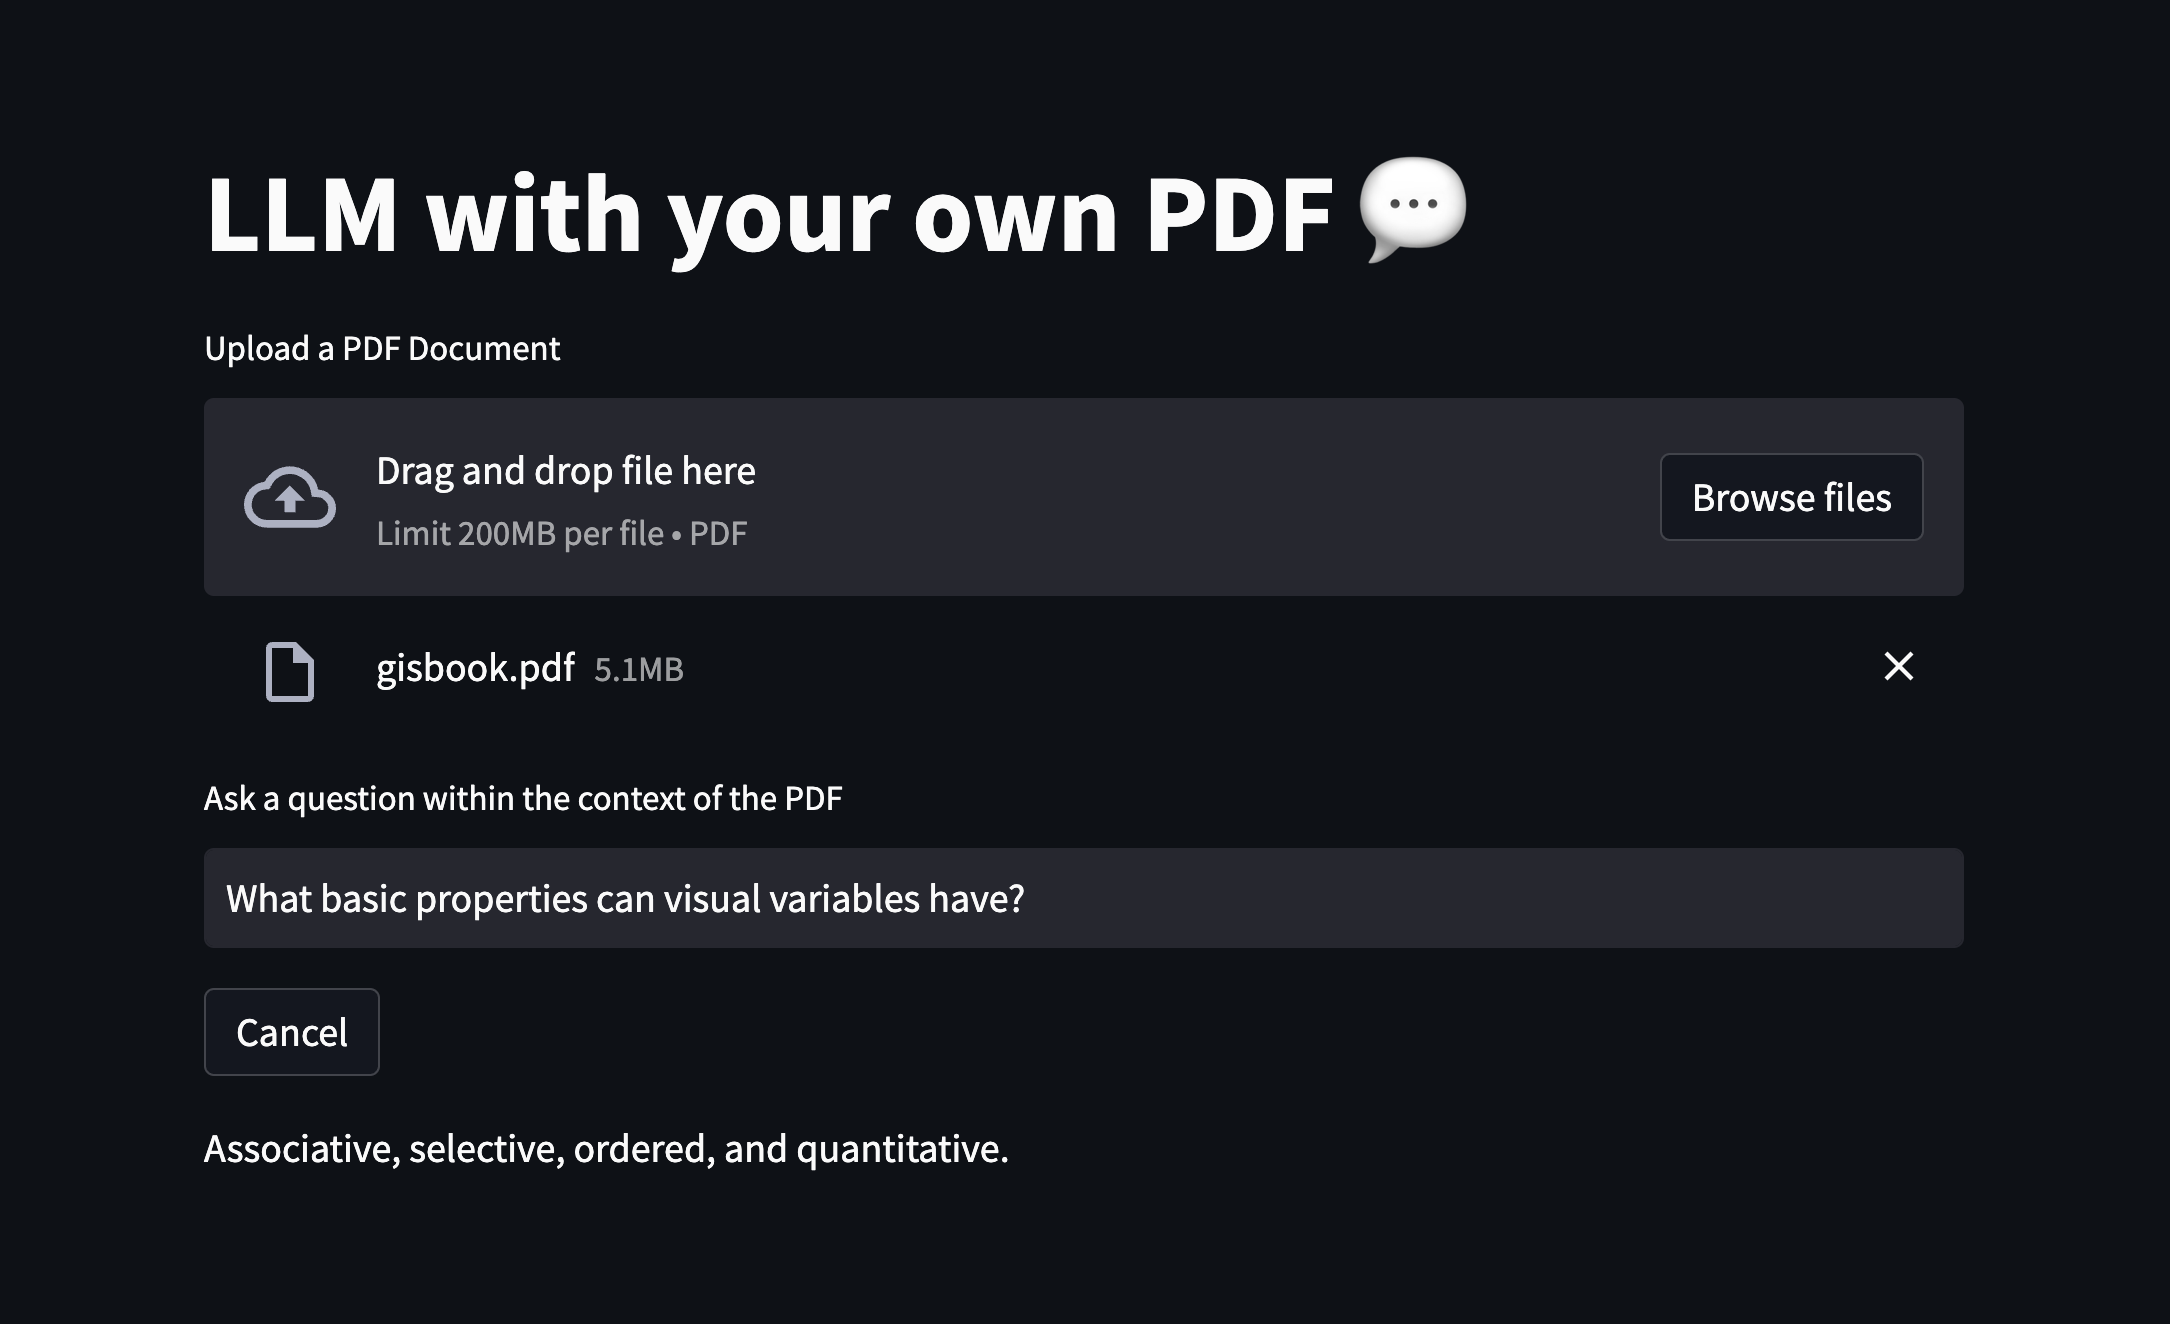 LLM with your own PDF 💬
Upload a PDF Document
Drag and drop file here
Limit 200MB per file • PDF
Browse files
gisbook.pdf 5.1MB
Ask a question within the context of the PDF
What basic properties can visual variables have?
Cancel
Associative, selective, ordered, and quantitative.